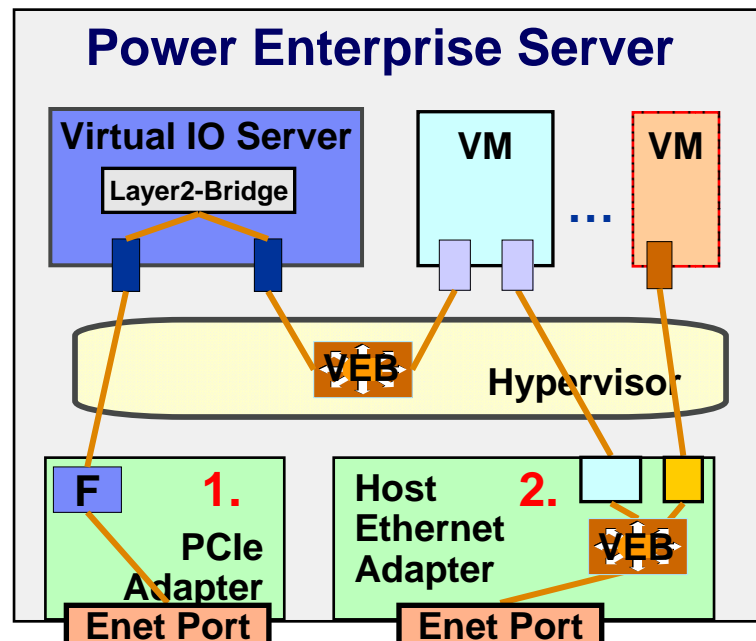 Power Enterprise Server
Virtual IO Server
Layer2-Bridge
VM
...
VM
VEB
Hypervisor
F
1.
PCIe
Adapter
Enet Port
Host
Ethernet
Adapter
2.
VEB
Enet Port